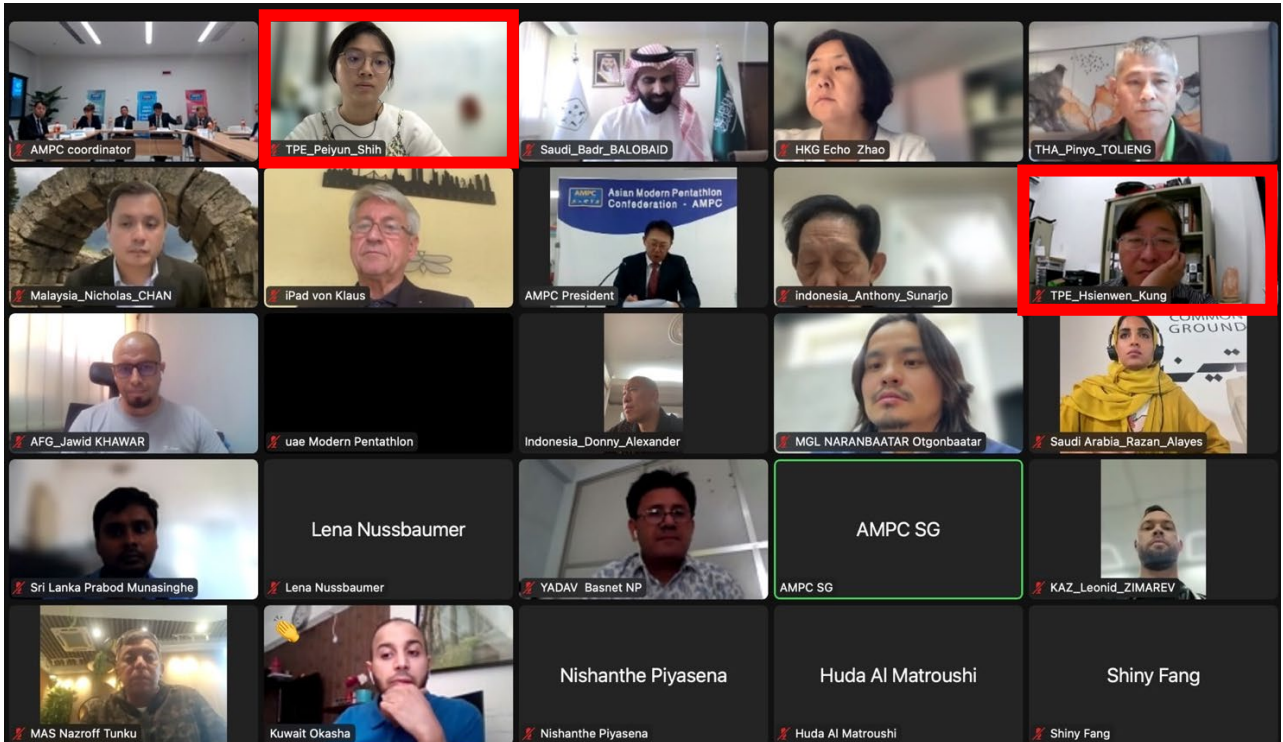 AMPC coordinator
TPE_Peiyun_Shih
Saudi_Badr_BALOBAID
HKG Echo Zhao
THA_Pinyo_TOLIENG
Malaysia_Nicholas_CHAN
iPad von Klaus
AMPC
Asian Modern Pentathlon
Confederation - AMPC
AMPC President
indonesia_Anthony_Sunarjo
TPE_Hsienwen_Kung
AFG_Jawid KHAWAR
uae Modern Pentathlon
Indonesia_Donny_Alexander
MGL NARANBAATAR Otgonbaatar
COMMON
GROUND
Saudi Arabia_Razan_Alayes
Sri Lanka Prabod Munasinghe
Lena Nussbaumer
Lena Nussbaumer
YADAV Basnet NP
AMPC SG
AMPC SG
KAZ_Leonid_ZIMAREV
MAS Nazroff Tunku
Kuwait Okasha
Nishanthe Piyasena
Nishanthe Piyasena
Huda Al Matroushi
Huda Al Matroushi
Shiny Fang
Shiny Fang